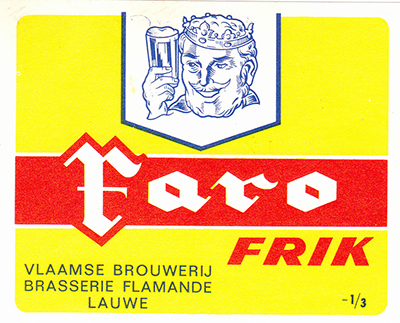 Faro
FRIK
VLAAMSE BROUWERIJ
BRASSERIE FLAMANDE
LAUWE
-1/3